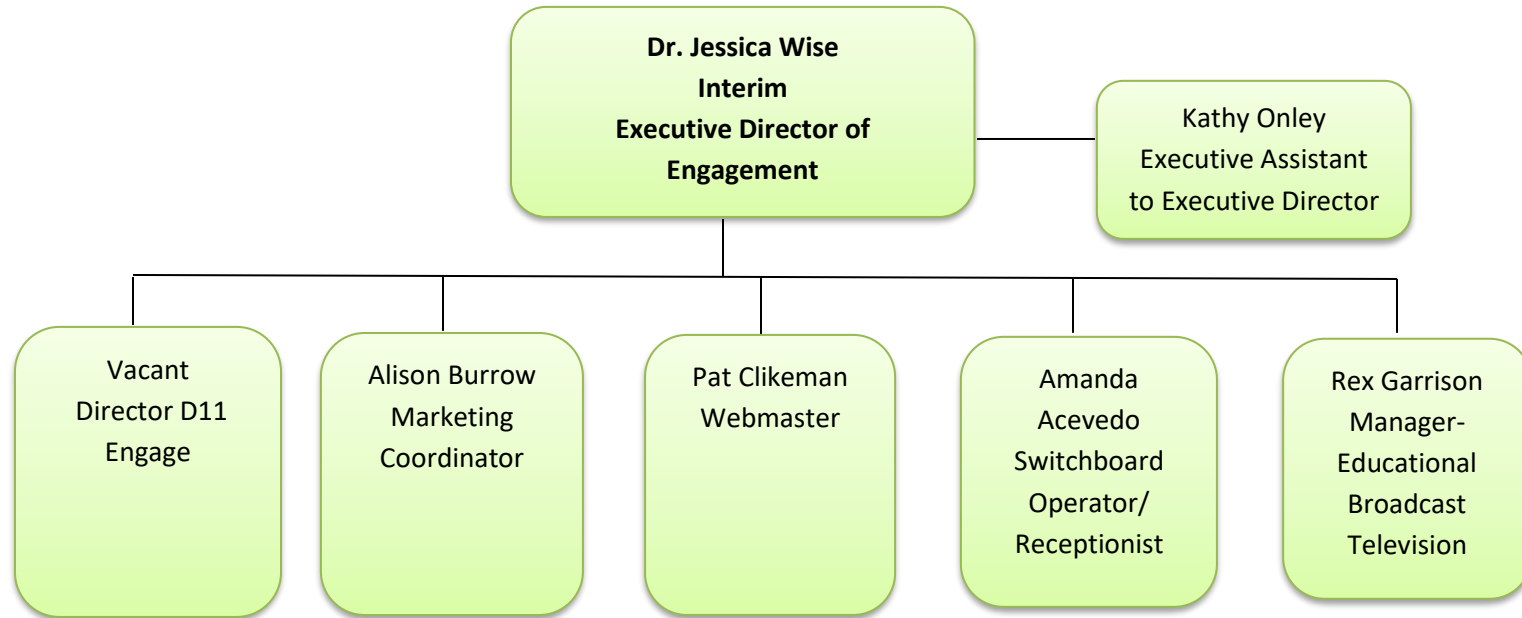 Dr. Jessica Wise
Interim
Executive Director of
Engagement
Kathy Onley
Executive Assistant
to Executive Director
Vacant
Director D11
Engage
Alison Burrow
Marketing
Coordinator
Pat Clikeman
Webmaster
Amanda
Acevedo
Switchboard
Operator/
Receptionist
Rex Garrison
Manager-
Educational
Broadcast
Television